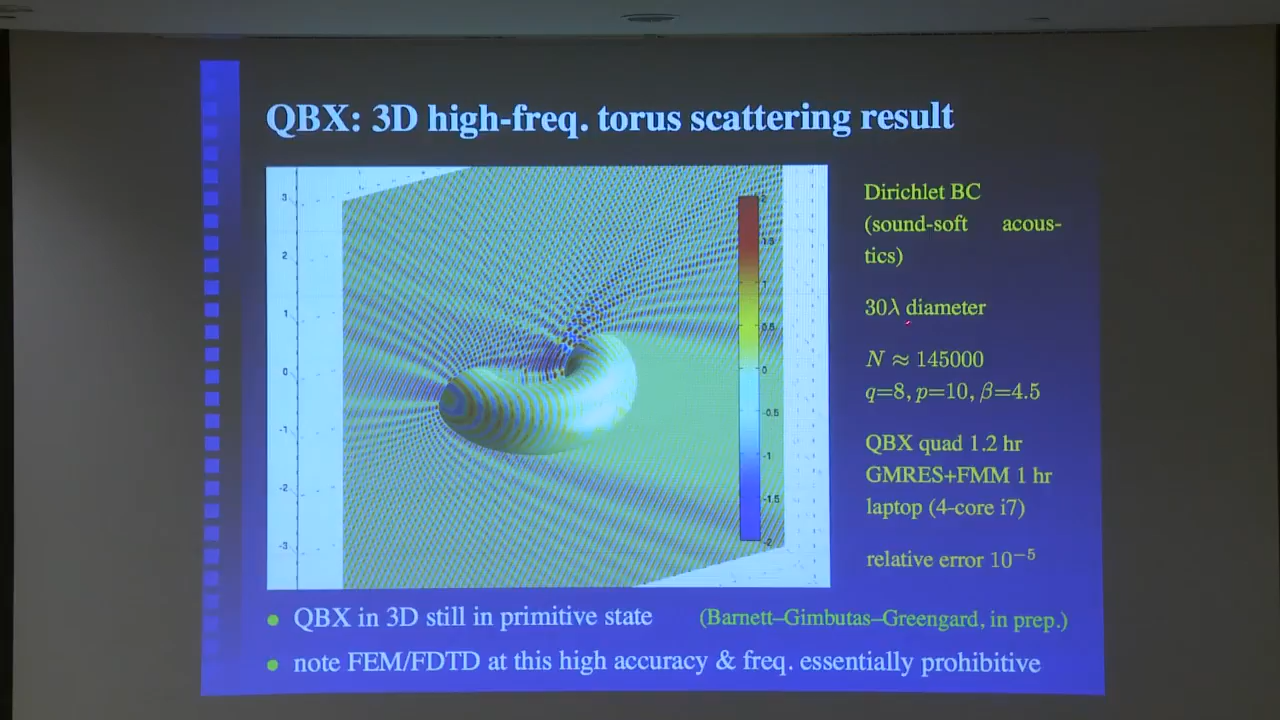 QBX: 3D high-freq. torus scattering result
3
2
1
0
-1
-2
-3
2
1.5
1
0.5
0
-0.5
-1
-1.5
-2
Dirichlet BC
(sound-soft acous-
tics)
30λ diameter
N ≈ 145000
q=8, p=10, β=4.5
QBX quad 1.2 hr
GMRES+FMM 1 hr
laptop (4-core i7)
relative error 10⁻⁵
QBX in 3D still in primitive state (Barnett–Gimbutas–Greengard, in prep.)
note FEM/FDTD at this high accuracy & freq. essentially prohibitive